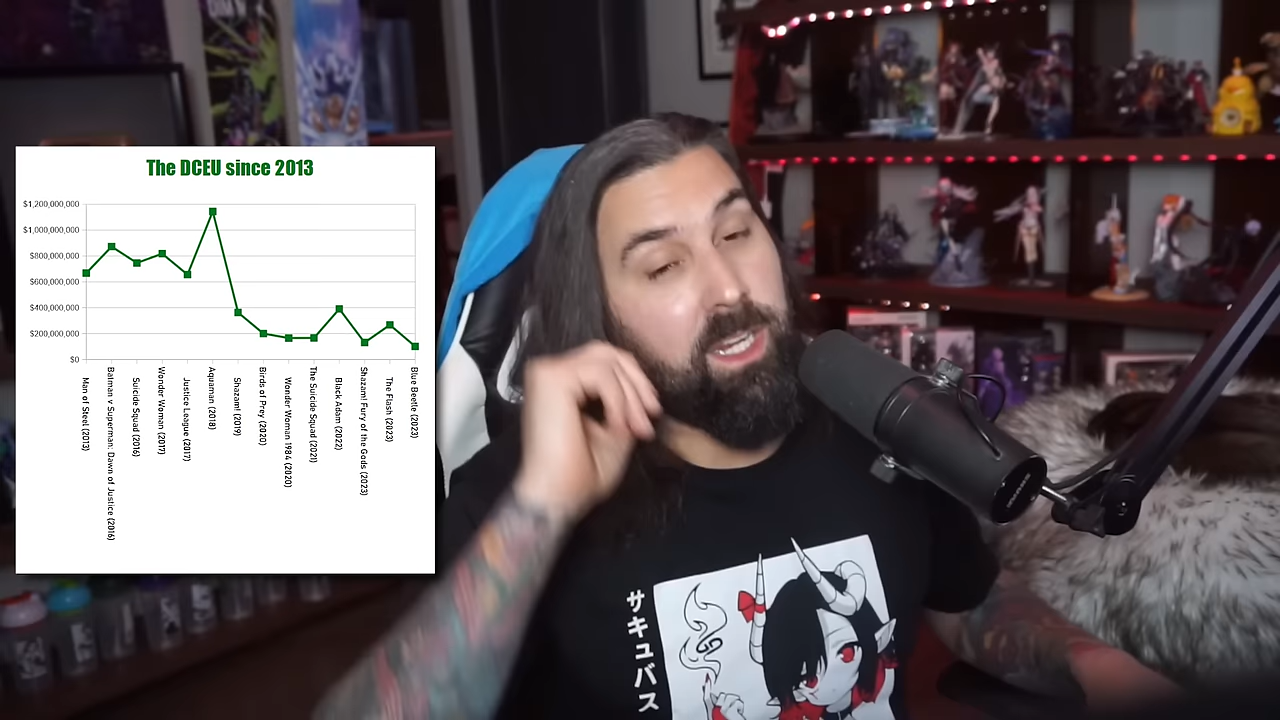 The DCEU since 2013
$1,200,000,000
$1,000,000,000
$800,000,000
$600,000,000
$400,000,000
$200,000,000
$0
Man of Steel (2013)
Batman v Superman: Dawn of Justice (2016)
Suicide Squad (2016)
Wonder Woman (2017)
Justice League (2017)
Aquaman (2018)
Shazam! (2019)
Birds of Prey (2020)
Wonder Woman 1984 (2020)
The Suicide Squad (2021)
Black Adam (2022)
Shazam! Fury of the Gods (2023)
The Flash (2023)
Blue Beetle (2023)
サキュバス